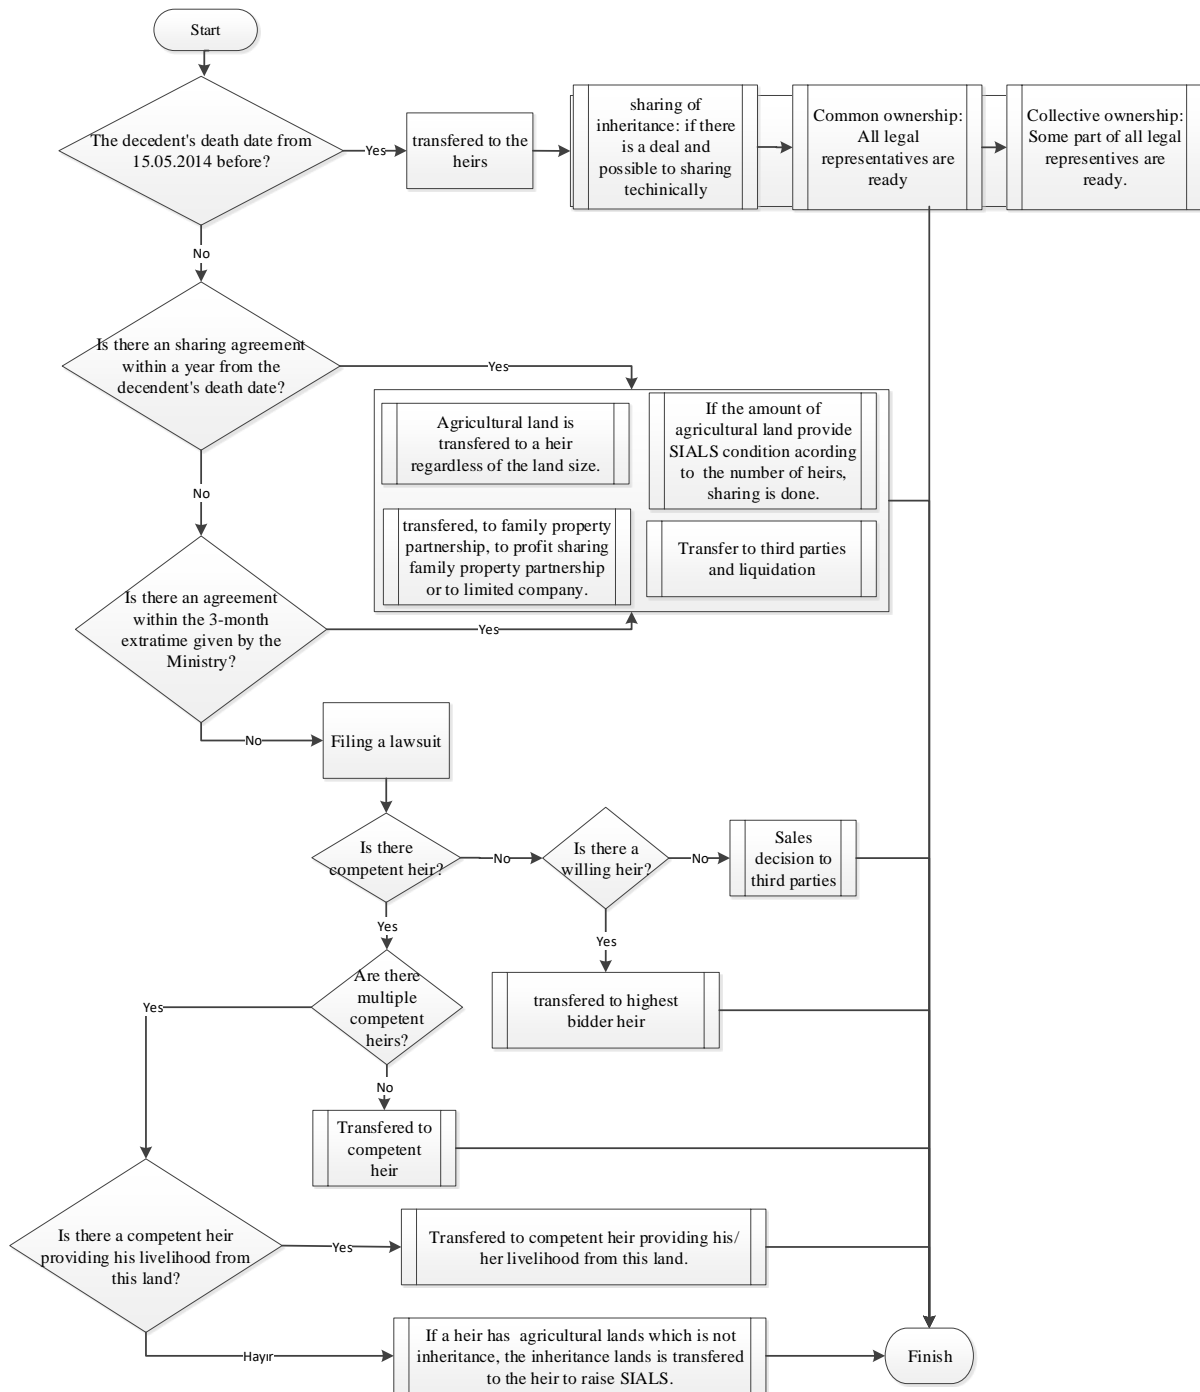 Start
The decedent's death date from
15.05.2014 before?
Yes
transfered to the
heirs
sharing of
inheritance: if there
is a deal and
possible to sharing
techinically
Common ownership:
All legal
representatives are
ready
Collective ownership:
Some part of all legal
representives are
ready.
No
Is there an sharing agreement
within a year from the
decendent's death date?
Yes
Agricultural land is
transfered to a heir
regardless of the land size.
If the amount of
agricultural land provide
SIALS condition acording
to the number of heirs,
sharing is done.
transfered, to family property
partnership, to profit sharing
family property partnership
or to limited company.
Transfer to third parties
and liquidation
No
Is there an agreement
within the 3-month
extratime given by the
Ministry?
Yes
No
Filing a lawsuit
Is there
competent heir?
No
Is there a
willing heir?
No
Sales
decision to
third parties
Yes
Yes
Are there
multiple
competent
heirs?
Yes
transfered to highest
bidder heir
No
Transfered to
competent
heir
Is there a competent heir
providing his livelihood from
this land?
Yes
Transfered to competent heir providing his/
her livelihood from this land.
Hayır
If a heir has agricultural lands which is not
inheritance, the inheritance lands is transfered
to the heir to raise SIALS.
Finish